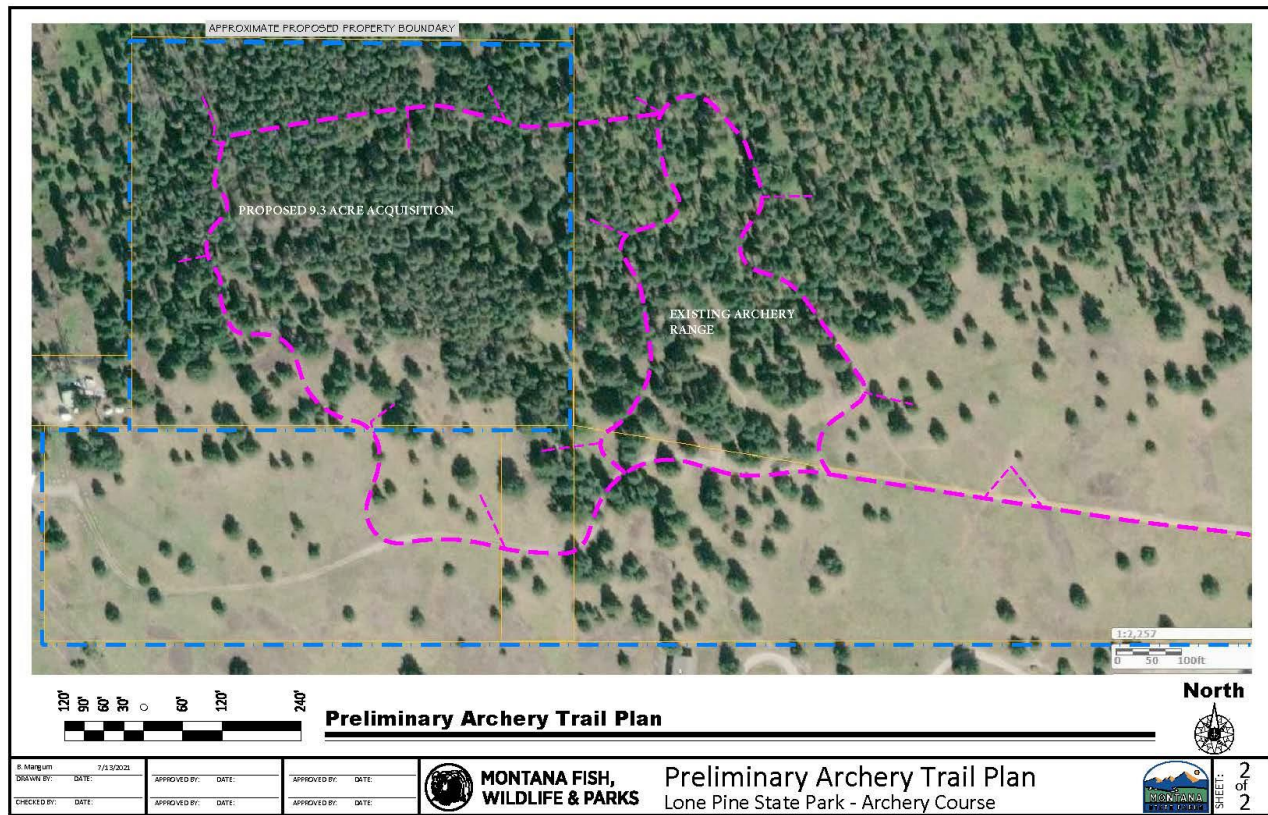 APPROXIMATE PROPOSED PROPERTY BOUNDARY
PROPOSED 9.3 ACRE ACQUISITION
EXISTING ARCHERY
RANGE
1:2,257
0 50 100ft
120' 90' 60' 30' 0 60' 120' 240'
Preliminary Archery Trail Plan
North
B. Mangum 7/13/2021
DRAWN BY: DATE:
CHECKED BY: DATE:
APPROVED BY: DATE:
APPROVED BY: DATE:
APPROVED BY: DATE:
APPROVED BY: DATE:
MONTANA FISH,
WILDLIFE & PARKS
Preliminary Archery Trail Plan
Lone Pine State Park - Archery Course
MONTANA
STATE PARKS
SHEET:
2
of
2